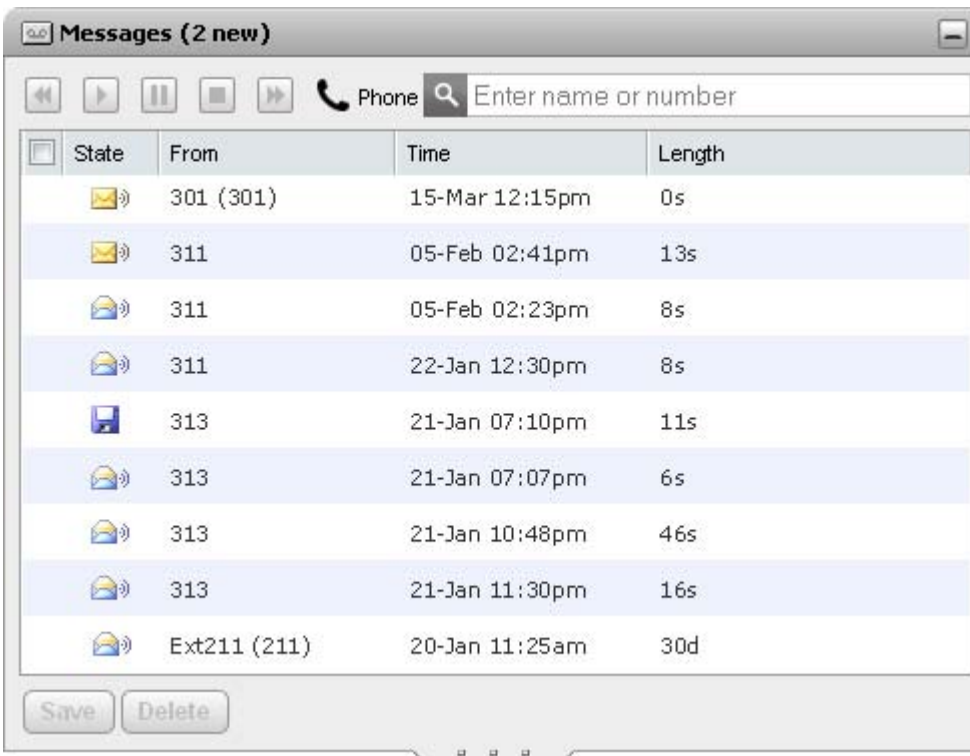 Messages (2 new)
Phone Enter name or number
State From Time Length
301 (301) 15-Mar 12:15pm 0s
311 05-Feb 02:41pm 13s
311 05-Feb 02:23pm 8s
311 22-Jan 12:30pm 8s
313 21-Jan 07:10pm 11s
313 21-Jan 07:07pm 6s
313 21-Jan 10:48pm 46s
313 21-Jan 11:30pm 16s
Ext211 (211) 20-Jan 11:25am 30d
Save Delete